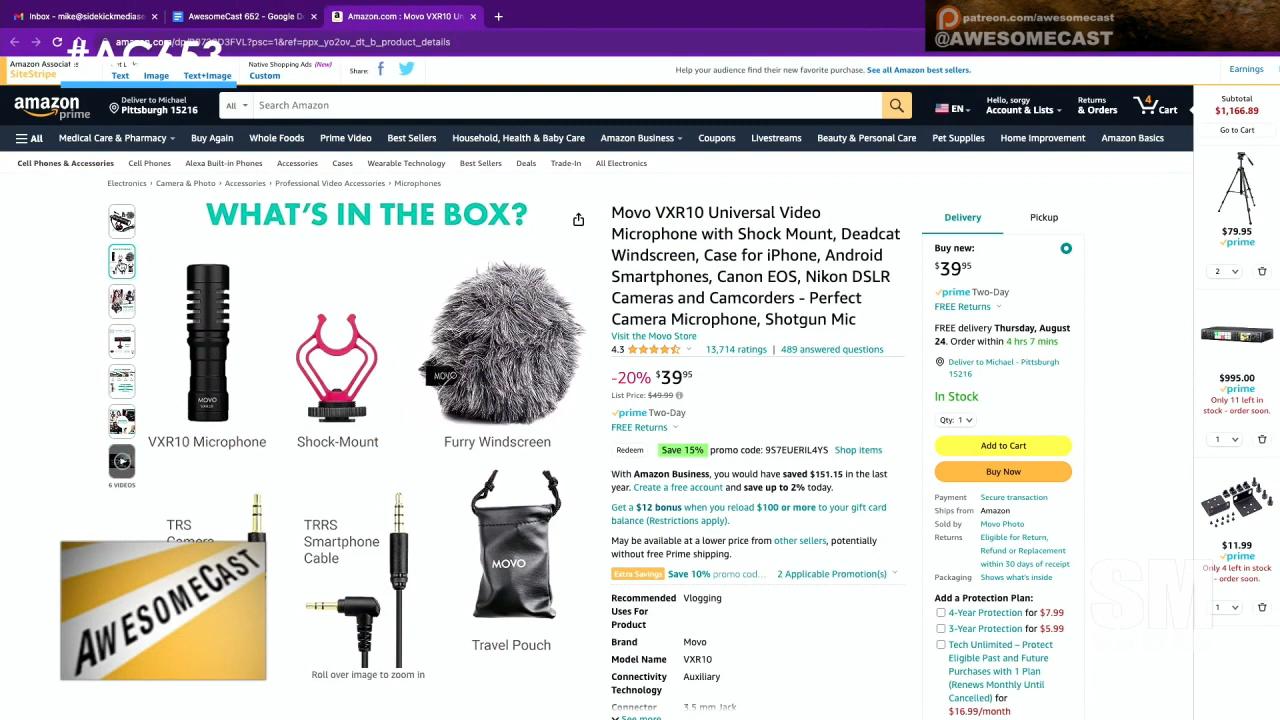 Inbox - mike@sidekickmedias
AwesomeCast 652 - Google D
Amazon.com : Movo VXR10 Un
patreon.com/awesomecast
@AWESOMECAST
#AC653
Amazon Associates
SiteStripe
Text
Image
Text+Image
Native Shopping Ads (New)
Custom
Share:
Help your audience find their new favorite purchase. See all Amazon best sellers.
Earnings
amazon
prime
Deliver to Michael
Pittsburgh 15216
All
Search Amazon
EN
Hello, sorgy
Account & Lists
Returns
& Orders
4
Cart
Subtotal
$1,166.89
Go to Cart
All
Medical Care & Pharmacy
Buy Again
Whole Foods
Prime Video
Best Sellers
Household, Health & Baby Care
Amazon Business
Coupons
Livestreams
Beauty & Personal Care
Pet Supplies
Home Improvement
Amazon Basics
Cell Phones & Accessories
Cell Phones
Alexa Built-in Phones
Accessories
Cases
Wearable Technology
Best Sellers
Deals
Trade-In
All Electronics
Electronics › Camera & Photo › Accessories › Professional Video Accessories › Microphones
WHAT'S IN THE BOX?
MOVO
VXR10
MOVO
VXR10 Microphone
Shock-Mount
Furry Windscreen
6 VIDEOS
TRS
Camera
TRRS
Smartphone
Cable
MOVO
Travel Pouch
AWESOMECAST
Roll over image to zoom in
Movo VXR10 Universal Video
Microphone with Shock Mount, Deadcat
Windscreen, Case for iPhone, Android
Smartphones, Canon EOS, Nikon DSLR
Cameras and Camcorders - Perfect
Camera Microphone, Shotgun Mic
Visit the Movo Store
4.3
13,714 ratings | 489 answered questions
-20% $39 95
List Price: $49.99
prime Two-Day
FREE Returns
Redeem Save 15% promo code: 9S7EUERIL4YS Shop items
With Amazon Business, you would have saved $151.15 in the last
year. Create a free account and save up to 2% today.
Get a $12 bonus when you reload $100 or more to your gift card
balance (Restrictions apply).
May be available at a lower price from other sellers, potentially
without free Prime shipping.
Extra Savings Save 10% promo cod... 2 Applicable Promotion(s)
Recommended
Uses For
Product
Vlogging
Brand
Movo
Model Name
VXR10
Connectivity
Technology
Auxiliary
Connector
3.5 mm Jack
See more
Delivery
Pickup
Buy new:
$39 95
prime Two-Day
FREE Returns
FREE delivery Thursday, August
24. Order within 4 hrs 7 mins
Deliver to Michael - Pittsburgh
15216
In Stock
Qty: 1
Add to Cart
Buy Now
Payment Secure transaction
Ships from Amazon
Sold by Movo Photo
Returns Eligible for Return,
Refund or Replacement
within 30 days of receipt
Packaging Shows what's inside
Add a Protection Plan:
4-Year Protection for $7.99
3-Year Protection for $5.99
Tech Unlimited – Protect
Eligible Past and Future
Purchases with 1 Plan
(Renews Monthly Until
Cancelled) for
$16.99/month
$79.95
prime
2
$995.00
prime
Only 11 left in
stock - order soon.
1
$11.99
prime
Only 4 left in stock
- order soon.
1
SM